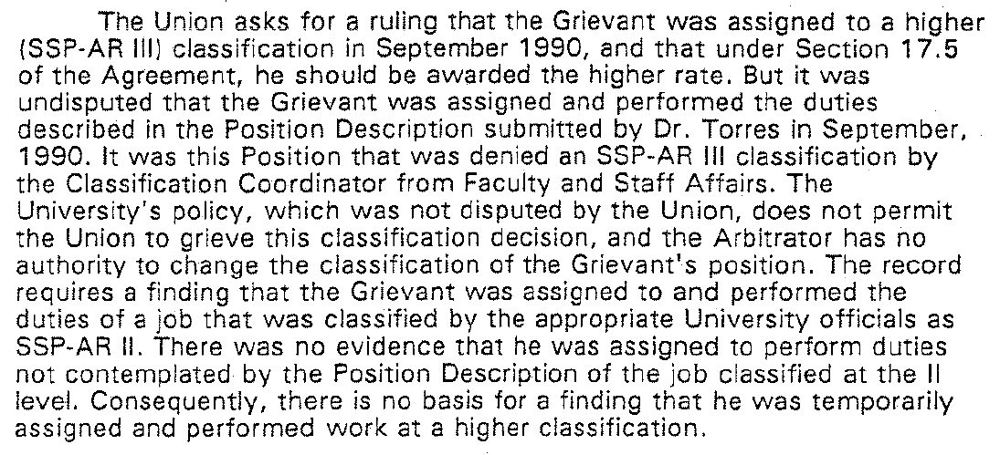 The Union asks for a ruling that the Grievant was assigned to a higher
(SSP-AR III) classification in September 1990, and that under Section 17.5
of the Agreement, he should be awarded the higher rate. But it was
undisputed that the Grievant was assigned and performed the duties
described in the Position Description submitted by Dr. Torres in September,
1990. It was this Position that was denied an SSP-AR III classification by
the Classification Coordinator from Faculty and Staff Affairs. The
University's policy, which was not disputed by the Union, does not permit
the Union to grieve this classification decision, and the Arbitrator has no
authority to change the classification of the Grievant's position. The record
requires a finding that the Grievant was assigned to and performed the
duties of a job that was classified by the appropriate University officials as
SSP-AR II. There was no evidence that he was assigned to perform duties
not contemplated by the Position Description of the job classified at the II
level. Consequently, there is no basis for a finding that he was temporarily
assigned and performed work at a higher classification.